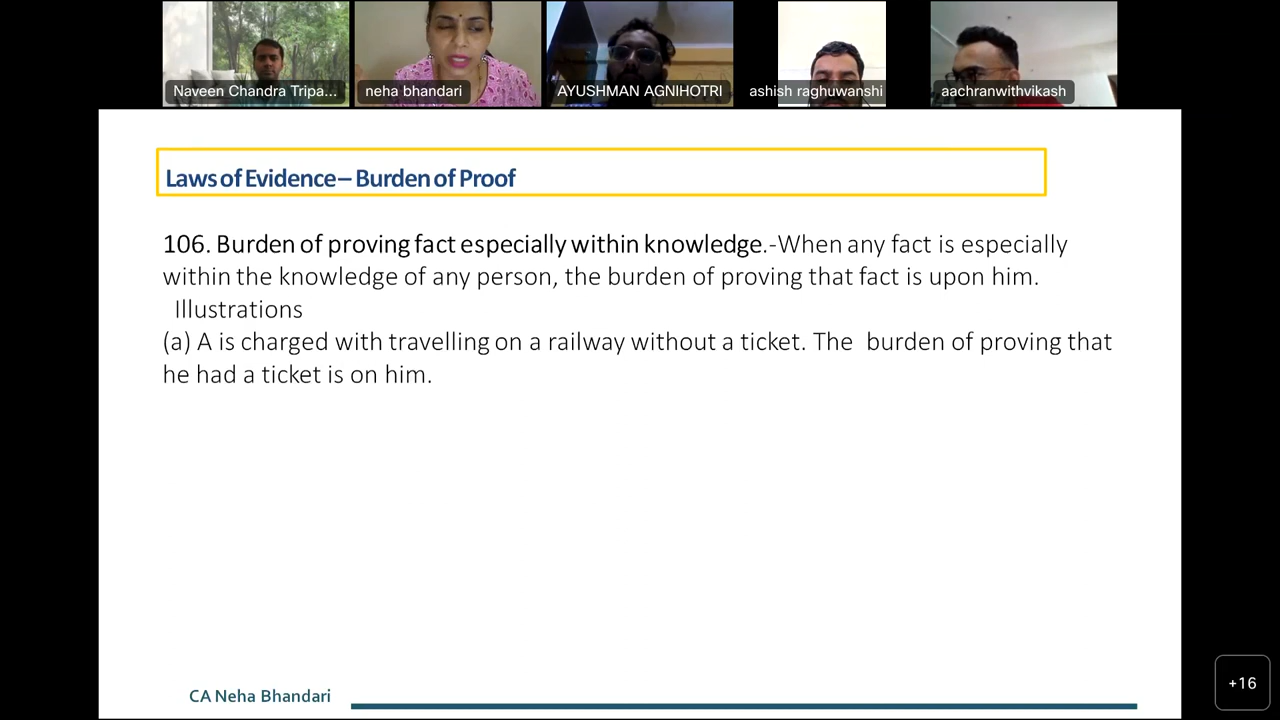 Naveen Chandra Tripa...
neha bhandari
AYUSHMAN AGNIHOTRI
ashish raghuwanshi
aachranwithvikash
Laws of Evidence – Burden of Proof
106. Burden of proving fact especially within knowledge.-When any fact is especially
within the knowledge of any person, the burden of proving that fact is upon him.
Illustrations
(a) A is charged with travelling on a railway without a ticket. The burden of proving that
he had a ticket is on him.
CA Neha Bhandari
+16